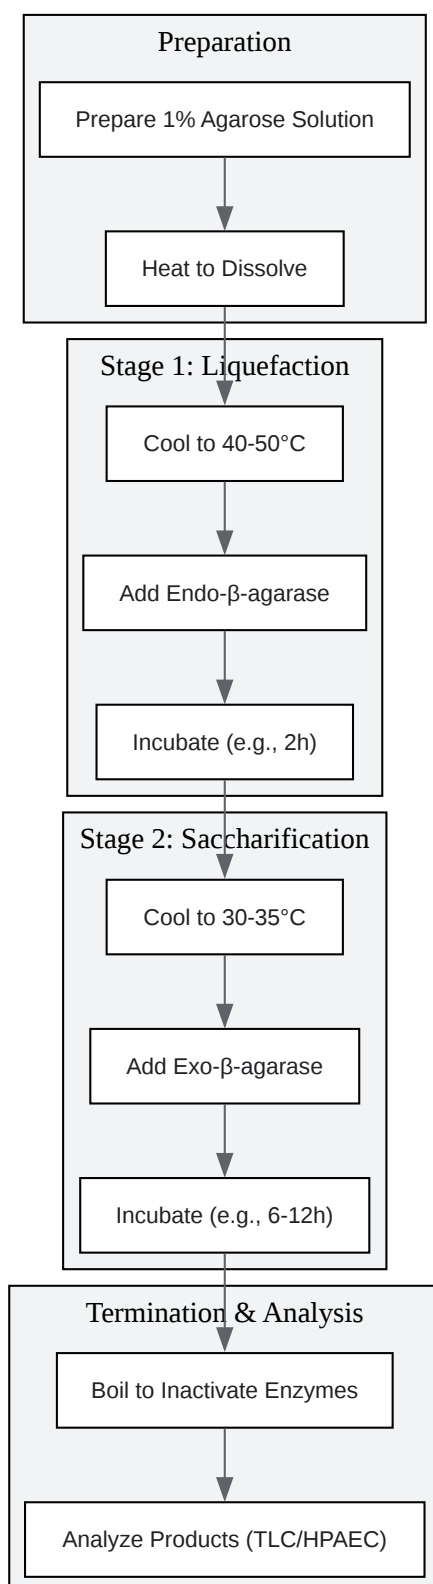 Preparation
Prepare 1% Agarose Solution
Heat to Dissolve
Stage 1: Liquefaction
Cool to 40-50°C
Add Endo-β-agarase
Incubate (e.g., 2h)
Stage 2: Saccharification
Cool to 30-35°C
Add Exo-β-agarase
Incubate (e.g., 6-12h)
Termination & Analysis
Boil to Inactivate Enzymes
Analyze Products (TLC/HPAEC)